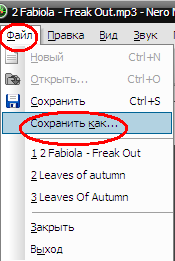 2 Fabiola - Freak Out.mp3 - Nero
Файл Правка Вид Звук
Новый Ctrl+N
Открыть... Ctrl+O
Сохранить Ctrl+S
Сохранить как...
1 2 Fabiola - Freak Out
2 Leaves of autumn
3 Leaves Of Autumn
Закрыть
Выход